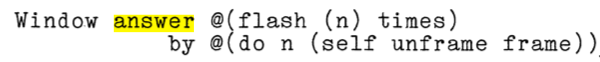 Window answer @(flash (n) times)
by @(do n (self unframe frame))